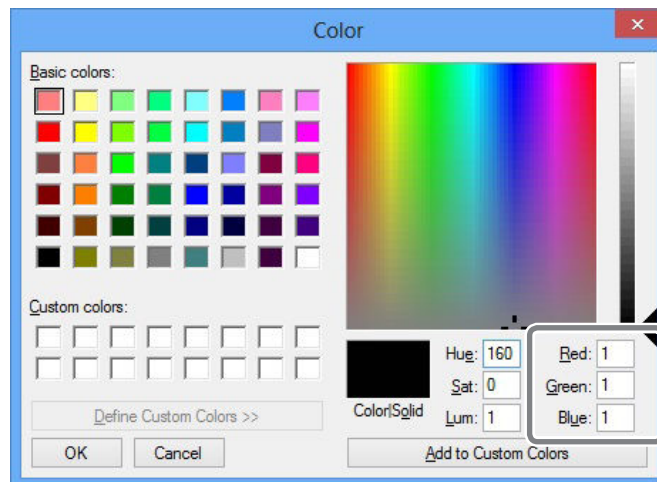 Color
Basic colors:
Custom colors:
Define Custom Colors >>
OK Cancel
Color|Solid
Hue: 160 Red: 1
Sat: 0 Green: 1
Lum: 1 Blue: 1
Add to Custom Colors